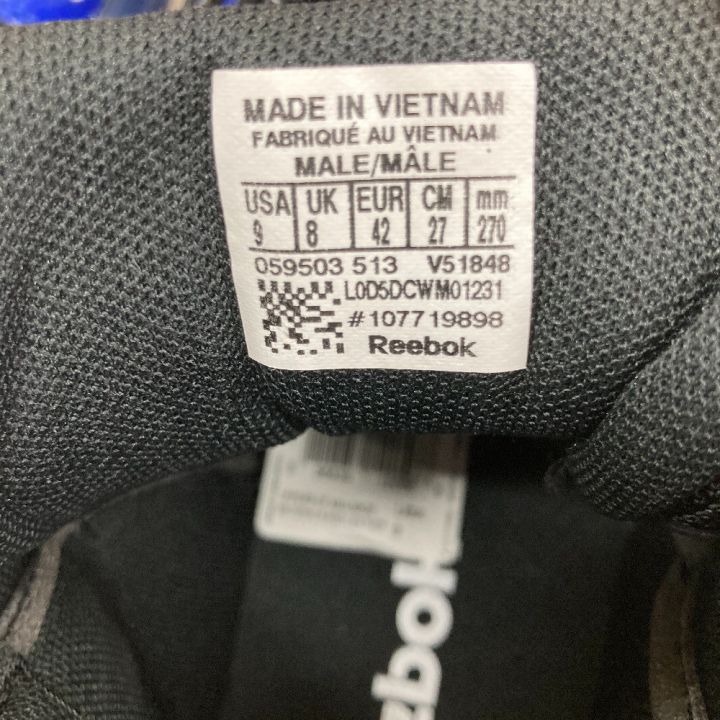 MADE IN VIETNAM
FABRIQUÉ AU VIETNAM
MALE/MÂLE
USA UK EUR CM mm
9 8 42 27 270
059503 513 V51848
L0D5DCWM01231
#107719898
Reebok